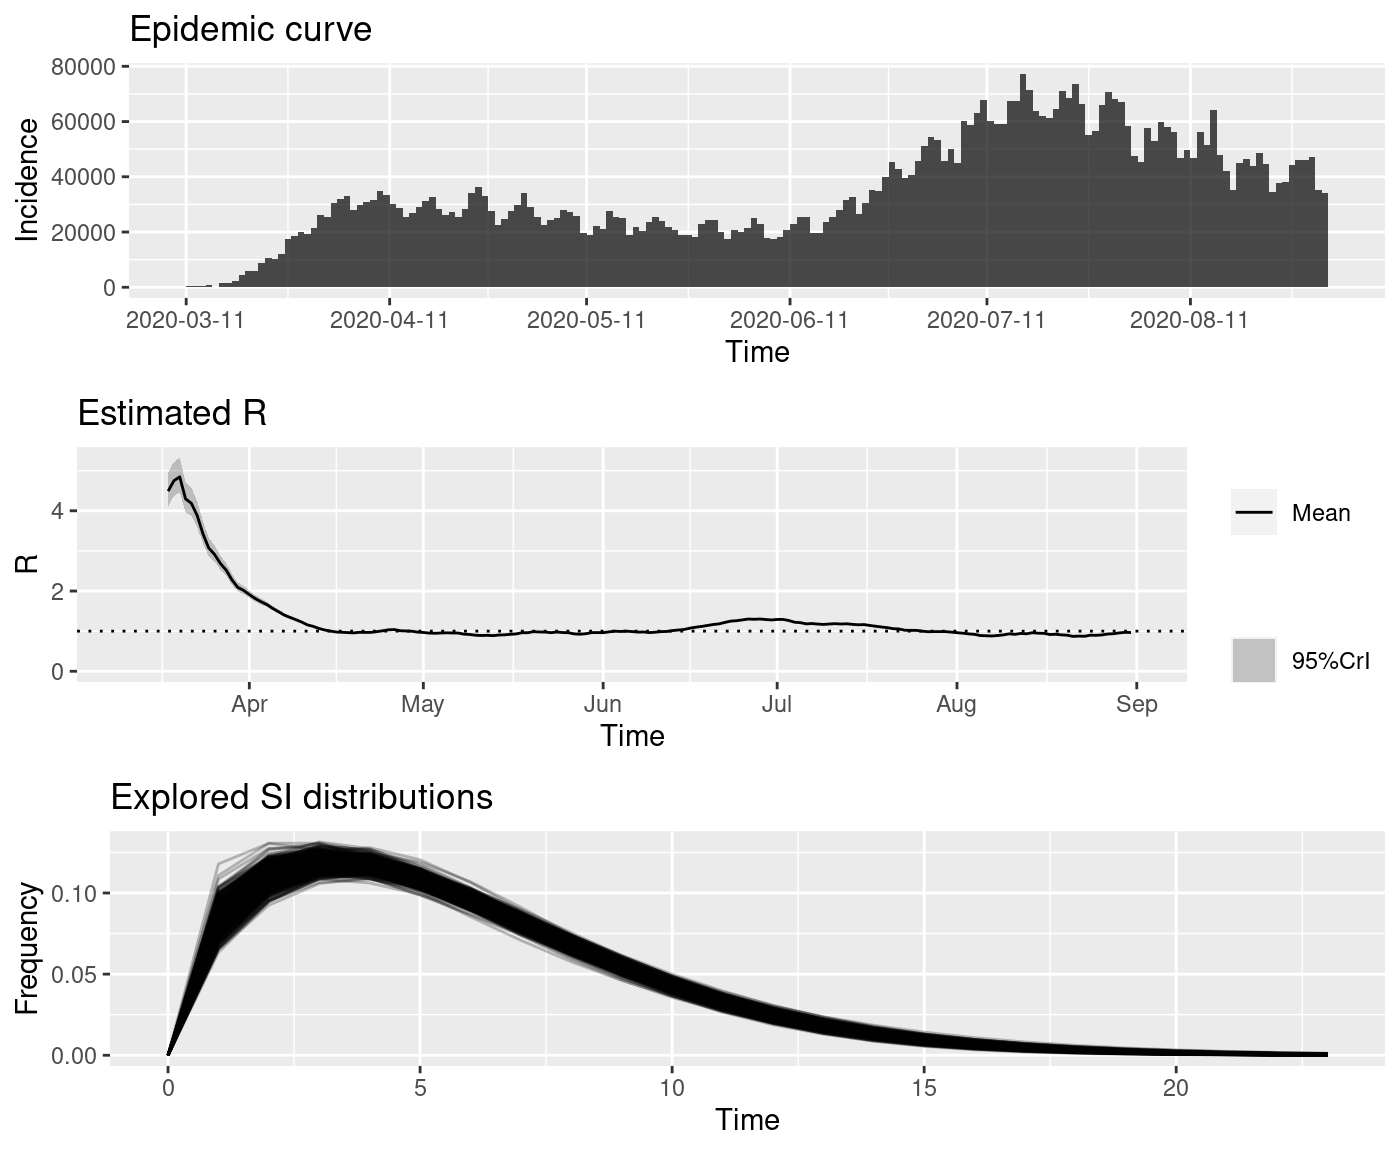 Epidemic curve
80000
60000
40000
20000
0
Incidence
2020-03-11 2020-04-11 2020-05-11 2020-06-11 2020-07-11 2020-08-11
Time
Estimated R
4
2
0
R
Apr May Jun Jul Aug Sep
Time
Mean
95%CrI
Explored SI distributions
0.10
0.05
0.00
Frequency
0 5 10 15 20
Time